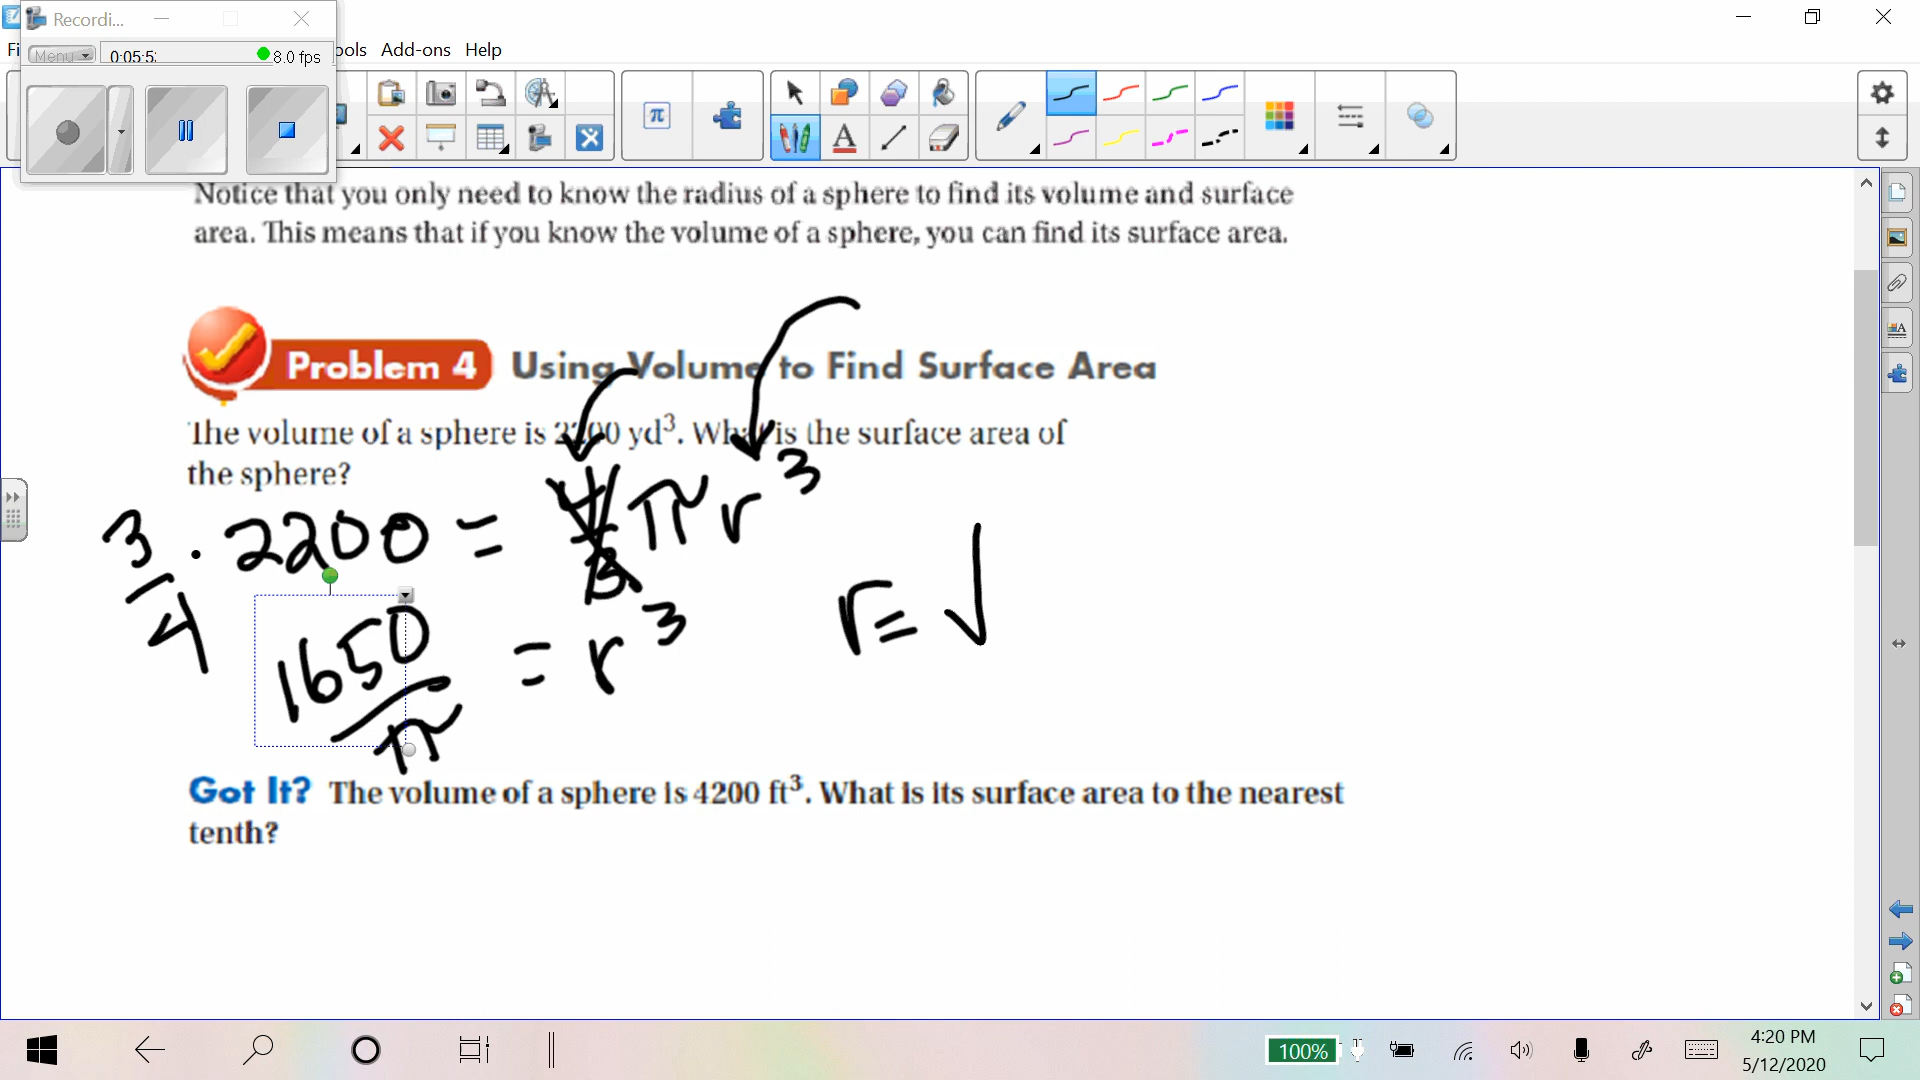 Recordi...
Menu 0:05:5 8.0 fps
Fi ools Add-ons Help
Notice that you only need to know the radius of a sphere to find its volume and surface
area. This means that if you know the volume of a sphere, you can find its surface area.
Problem 4 Using Volume to Find Surface Area
The volume of a sphere is 2200 yd³. What is the surface area of
the sphere?
3/4 · 2200 = 4/3 π r³
1650/π = r³
r = √
Got It? The volume of a sphere is 4200 ft³. What is its surface area to the nearest
tenth?
100%
4:20 PM
5/12/2020